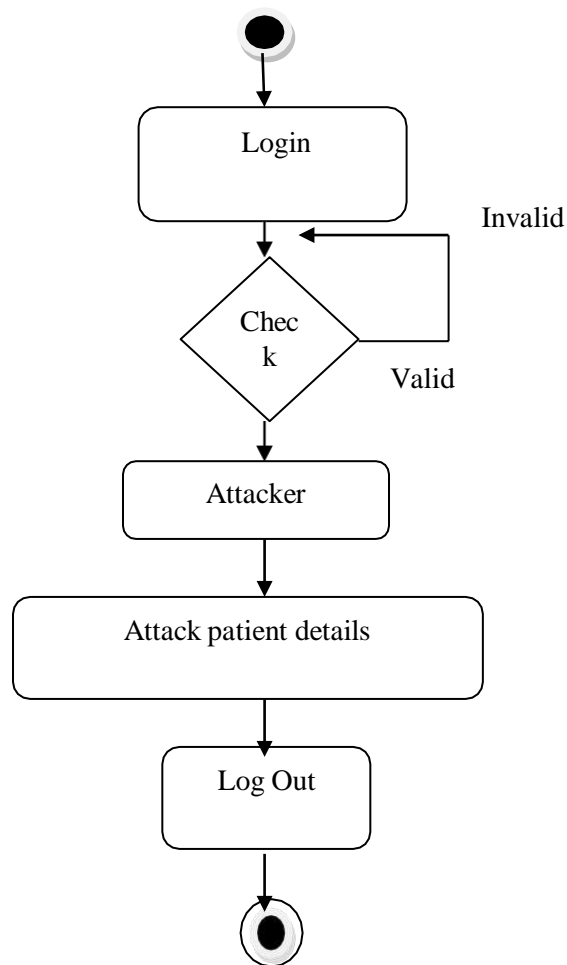 Login
Invalid
Chec
k
Valid
Attacker
Attack patient details
Log Out